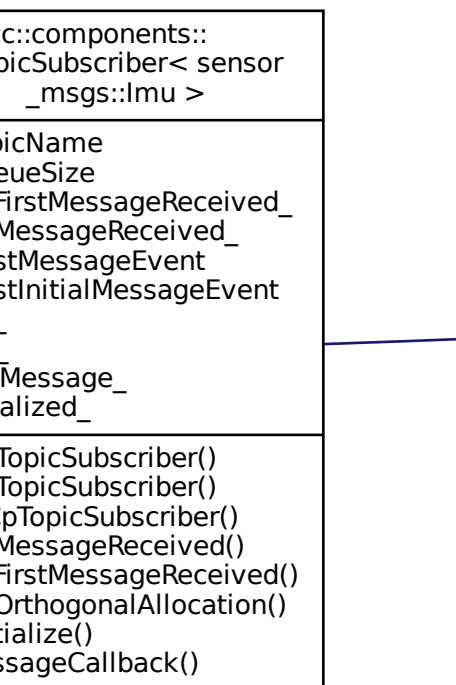 c::components::
picSubscriber< sensor
_msgs::Imu >
picName
eueSize
FirstMessageReceived_
MessageReceived_
stMessageEvent
stInitialMessageEvent
_
_
Message_
alized_
TopicSubscriber()
TopicSubscriber()
pTopicSubscriber()
MessageReceived()
FirstMessageReceived()
OrthogonalAllocation()
tialize()
ssageCallback()